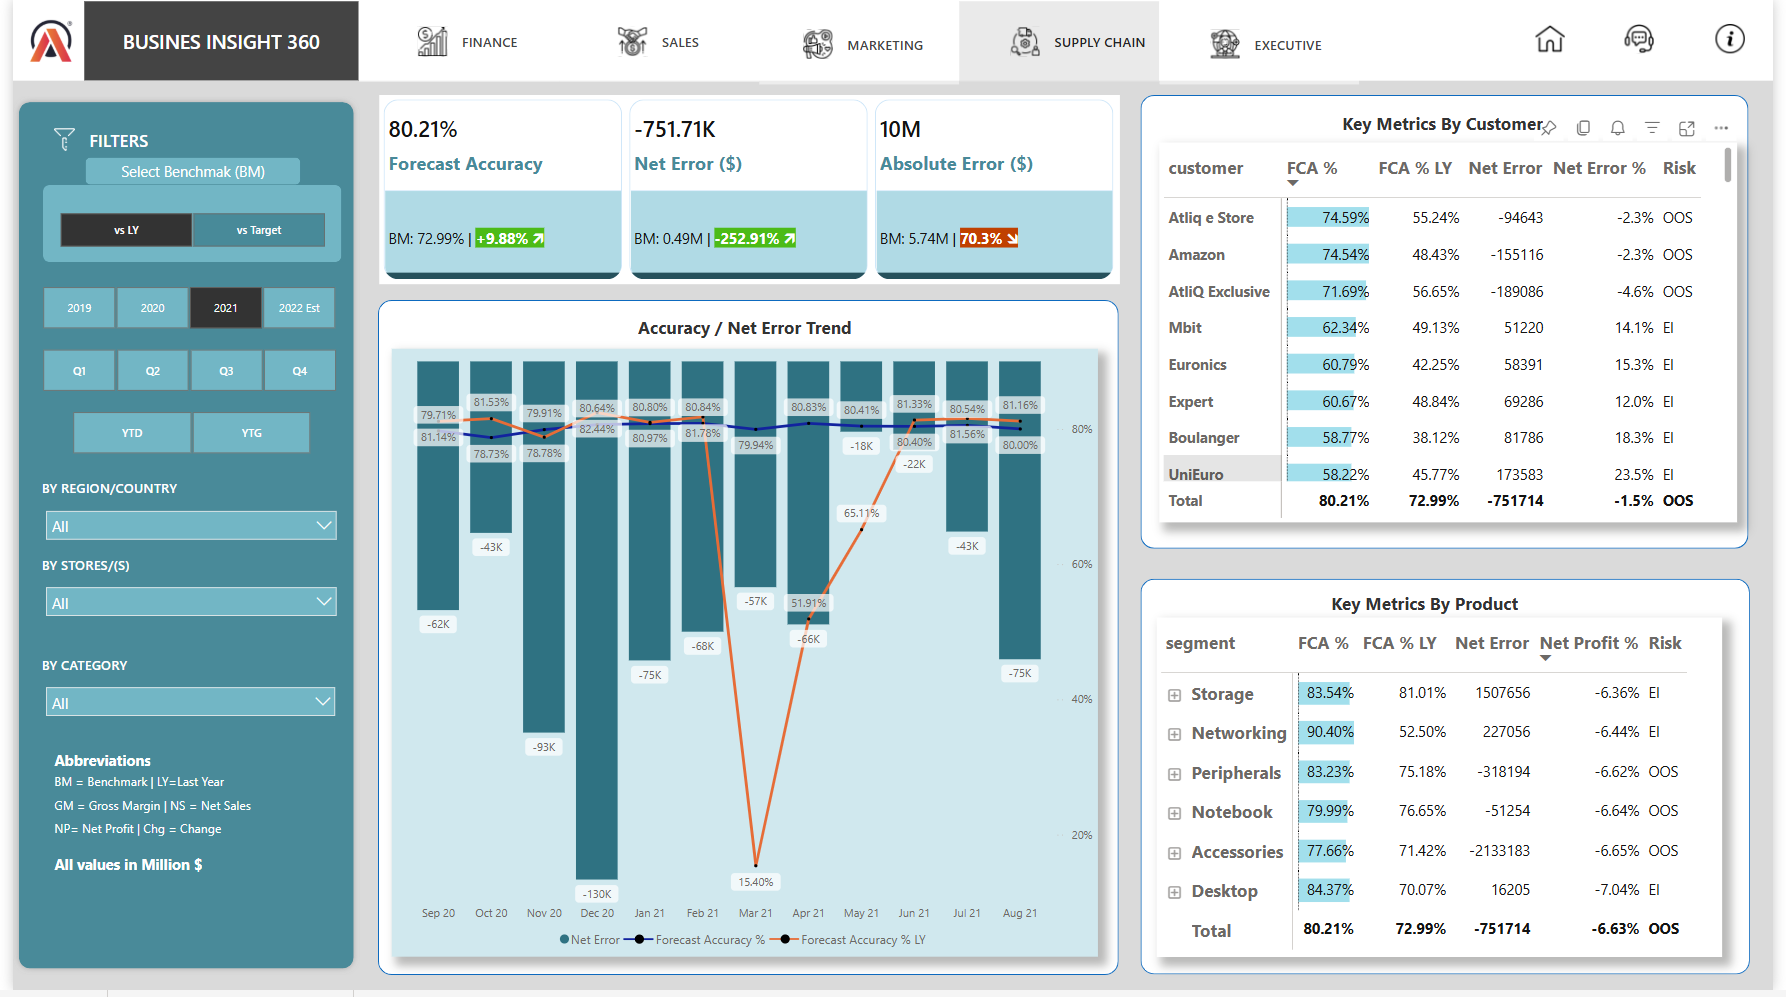 BUSINES INSIGHT 360
FINANCE
SALES
MARKETING
SUPPLY CHAIN
EXECUTIVE
FILTERS
Select Benchmak (BM)
vs LY
vs Target
2019
2020
2021
2022 Est
Q1
Q2
Q3
Q4
YTD
YTG
BY REGION/COUNTRY
All
BY STORES/(S)
All
BY CATEGORY
All
Abbreviations
BM = Benchmark | LY=Last Year
GM = Gross Margin | NS = Net Sales
NP= Net Profit | Chg = Change
All values in Million $
80.21%
Forecast Accuracy
BM: 72.99% | +9.88%
-751.71K
Net Error ($)
BM: 0.49M | -252.91%
10M
Absolute Error ($)
BM: 5.74M | 70.3%
Accuracy / Net Error Trend
79.71% 81.53% 79.91% 80.64% 80.80% 80.84% 80.83% 80.41% 81.33% 80.54% 81.16%
81.14% 78.73% 78.78% 82.44% 80.97% 81.78% 79.94% 80.40% 81.56% 80.00%
80%
-18K
-22K
65.11%
-43K
-43K
60%
-57K
51.91%
-62K
-66K
-68K
-75K
-75K
40%
-93K
20%
15.40%
-130K
Sep 20 Oct 20 Nov 20 Dec 20 Jan 21 Feb 21 Mar 21 Apr 21 May 21 Jun 21 Jul 21 Aug 21
Net Error Forecast Accuracy % Forecast Accuracy % LY
Key Metrics By Customer
customer FCA % FCA % LY Net Error Net Error % Risk
Atliq e Store 74.59% 55.24% -94643 -2.3% OOS
Amazon 74.54% 48.43% -155116 -2.3% OOS
AtliQ Exclusive 71.69% 56.65% -189086 -4.6% OOS
Mbit 62.34% 49.13% 51220 14.1% EI
Euronics 60.79% 42.25% 58391 15.3% EI
Expert 60.67% 48.84% 69286 12.0% EI
Boulanger 58.77% 38.12% 81786 18.3% EI
UniEuro 58.22% 45.77% 173583 23.5% EI
Total 80.21% 72.99% -751714 -1.5% OOS
Key Metrics By Product
segment FCA % FCA % LY Net Error Net Profit % Risk
Storage 83.54% 81.01% 1507656 -6.36% EI
Networking 90.40% 52.50% 227056 -6.44% EI
Peripherals 83.23% 75.18% -318194 -6.62% OOS
Notebook 79.99% 76.65% -51254 -6.64% OOS
Accessories 77.66% 71.42% -2133183 -6.65% OOS
Desktop 84.37% 70.07% 16205 -7.04% EI
Total 80.21% 72.99% -751714 -6.63% OOS